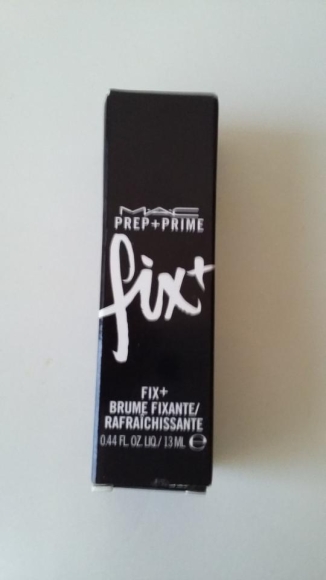 MAC
PREP+PRIME
fix+
FIX+
BRUME FIXANTE/
RAFRAÎCHISSANTE
0.44 FL. OZ. LIQ./ 13 ML ℮